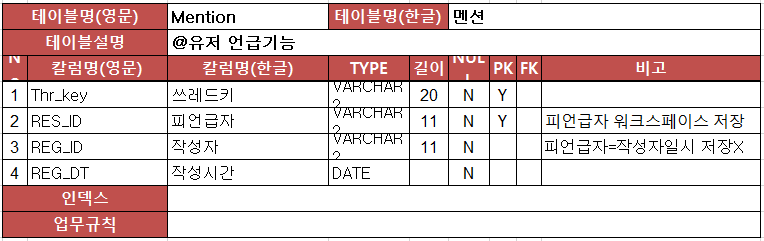 테이블명(영문) Mention 테이블명(한글) 멘션
테이블설명 @유저 언급기능
칼럼명(영문) 칼럼명(한글) TYPE 길이 PK FK 비고
1 Thr_key 쓰레드키 VARCHAR 20 N Y
2 RES_ID 피언급자 VARCHAR 11 N Y 피언급자 워크스페이스 저장
3 REG_ID 작성자 VARCHAR 11 N 피언급자=작성자일시 저장X
4 REG_DT 작성시간 DATE N
인덱스
업무규칙